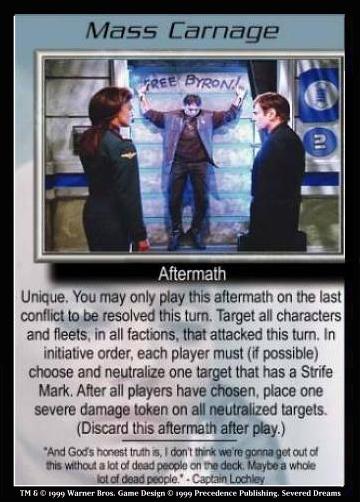 Mass Carnage
FREE BYRON!
2
Aftermath
Unique. You may only play this aftermath on the last
conflict to be resolved this turn. Target all characters
and fleets, in all factions, that attacked this turn. In
initiative order, each player must (if possible)
choose and neutralize one target that has a Strife
Mark. After all players have chosen, place one
severe damage token on all neutralized targets.
(Discard this aftermath after play.)
"And God's honest truth is, I don't think we're gonna get out of
this without a lot of dead people on the deck. Maybe a whole
lot of dead people." - Captain Lochley
TM & © 1999 Warner Bros. Game Design © 1999 Precedence Publishing. Severed Dreams